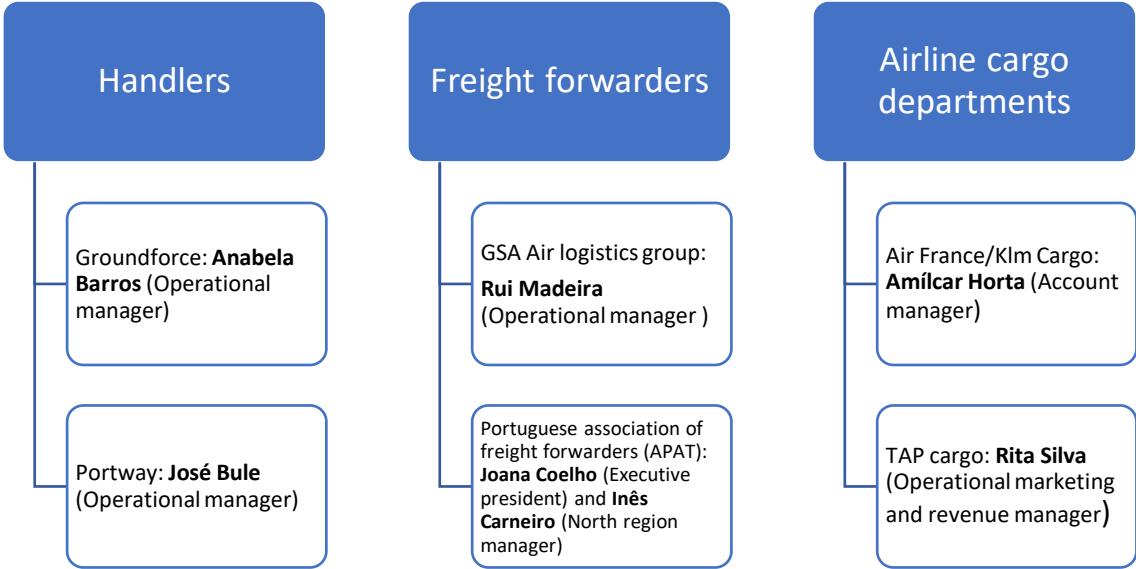 Handlers
Groundforce: Anabela
Barros (Operational
manager)
Portway: José Bule
(Operational manager)
Freight forwarders
GSA Air logistics group:
Rui Madeira
(Operational manager )
Portuguese association of
freight forwarders (APAT):
Joana Coelho (Executive
president) and Inês
Carneiro (North region
manager)
Airline cargo
departments
Air France/Klm Cargo:
Amílcar Horta (Account
manager)
TAP cargo: Rita Silva
(Operational marketing
and revenue manager)